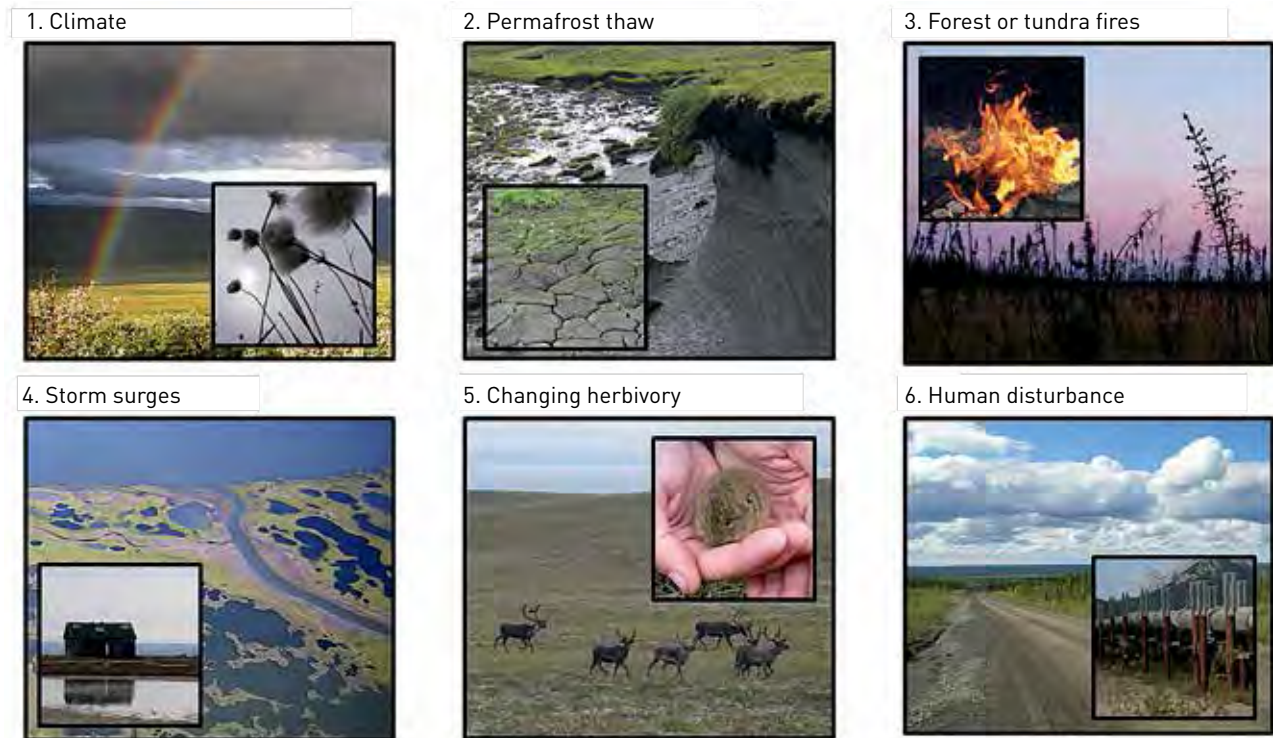 1. Climate
2. Permafrost thaw
3. Forest or tundra fires
4. Storm surges
5. Changing herbivory
6. Human disturbance